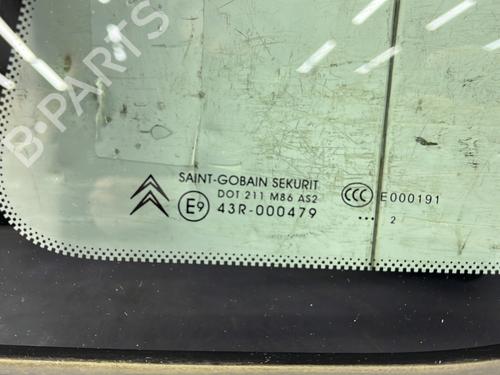 B-PARTS
SAINT-GOBAIN SEKURIT
DOT 211 M86 AS2
E9 43R-000479
CCC E000191
... 2